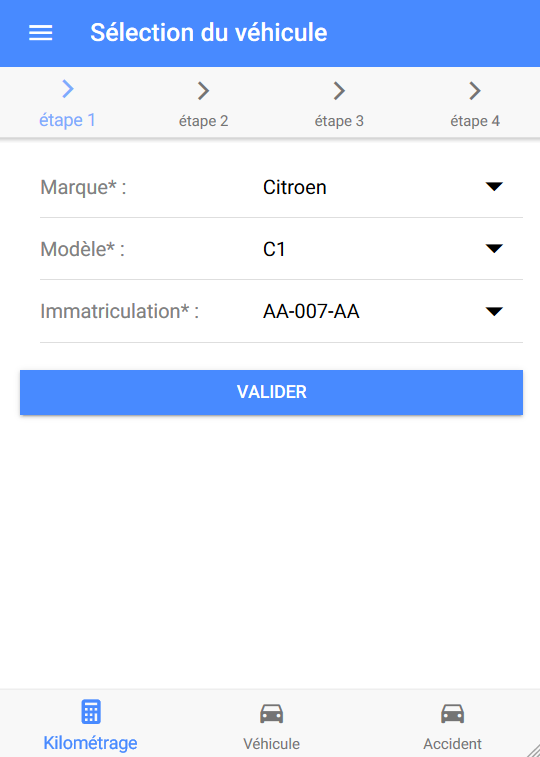 Sélection du véhicule
étape 1 étape 2 étape 3 étape 4
Marque* : Citroen
Modèle* : C1
Immatriculation* : AA-007-AA
VALIDER
Kilométrage Véhicule Accident